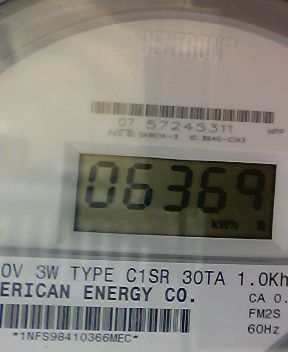 CENTRON®
07 57245311
06369
kWh
0V 3W TYPE C1SR 30TA 1.0Kh
ERICAN ENERGY CO.
CA 0.
FM2S
60Hz
*1NFS98410366MEC*